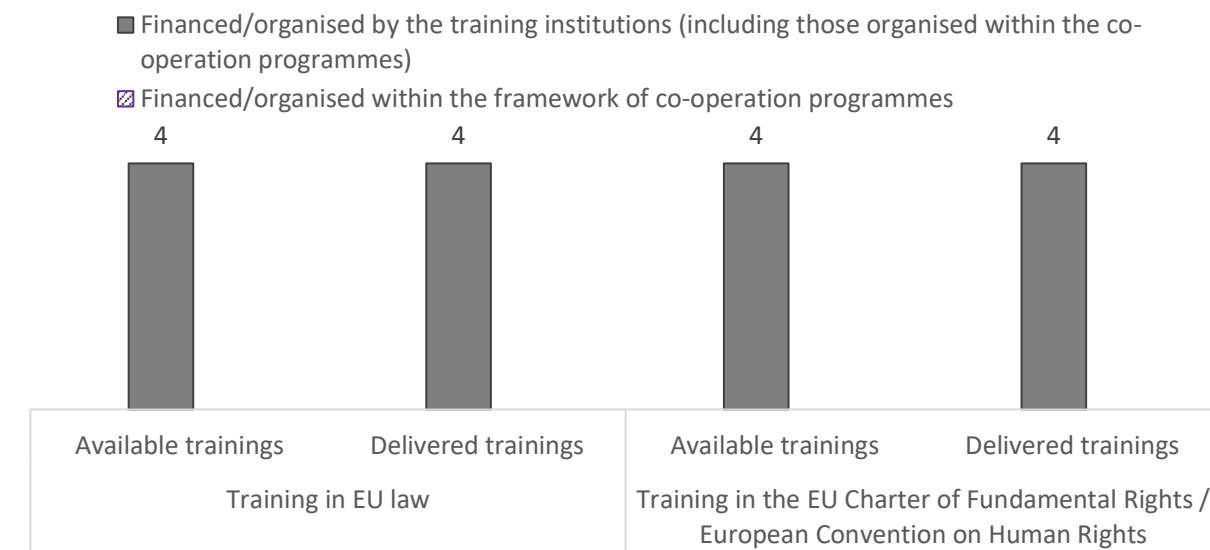 Financed/organised by the training institutions (including those organised within the co-
operation programmes)
Financed/organised within the framework of co-operation programmes
4 4 4 4
Available trainings Delivered trainings Available trainings Delivered trainings
Training in EU law Training in the EU Charter of Fundamental Rights /
European Convention on Human Rights